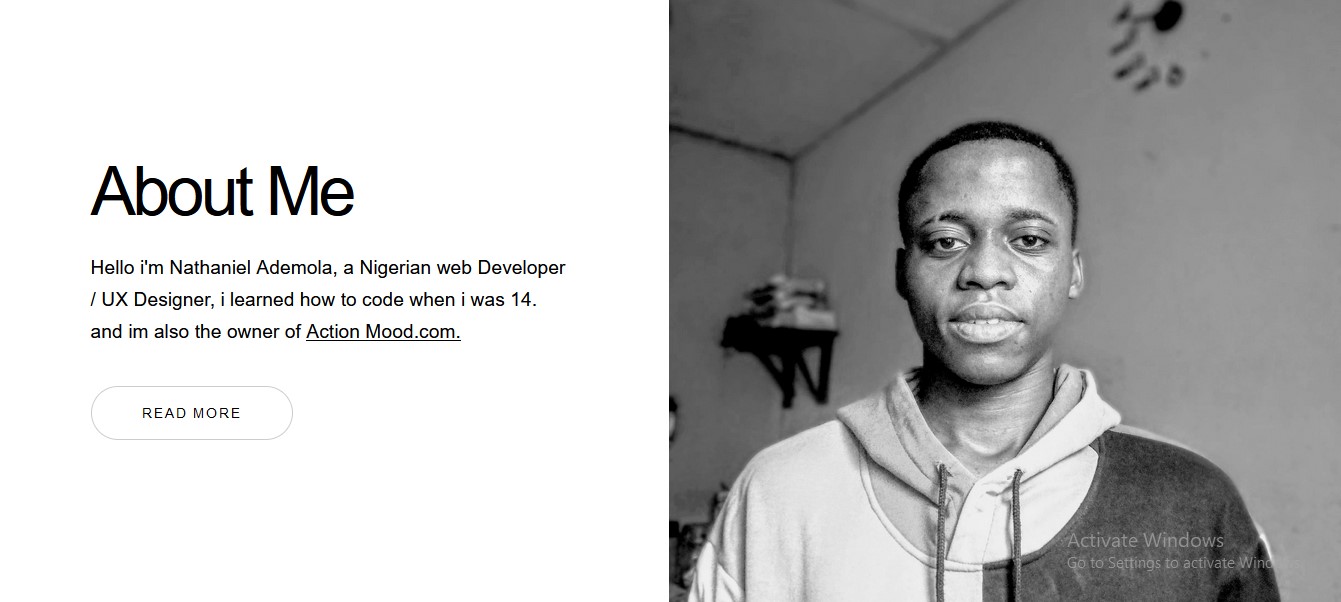 About Me
Hello i'm Nathaniel Ademola, a Nigerian web Developer
/ UX Designer, i learned how to code when i was 14.
and im also the owner of Action Mood.com.
READ MORE
Activate Windows
Go to Settings to activate Windows.